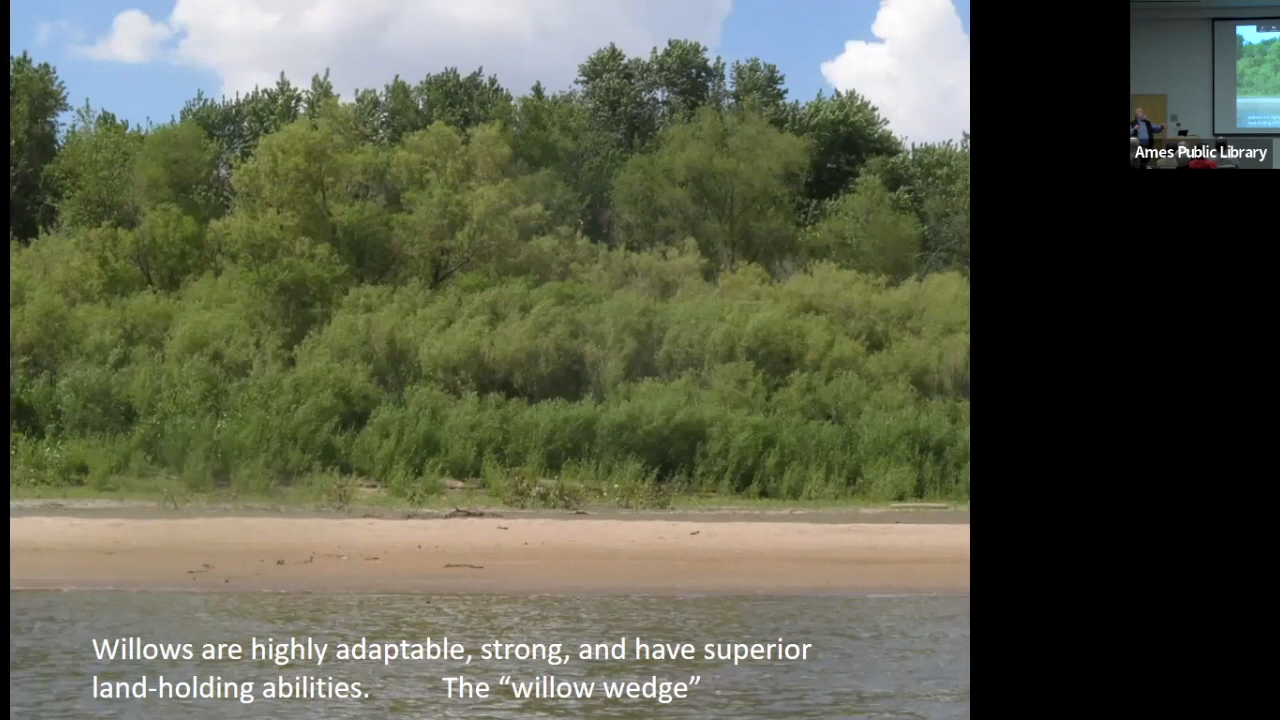 Ames Public Library
Willows are highly adaptable, strong, and have superior
land-holding abilities. The “willow wedge”